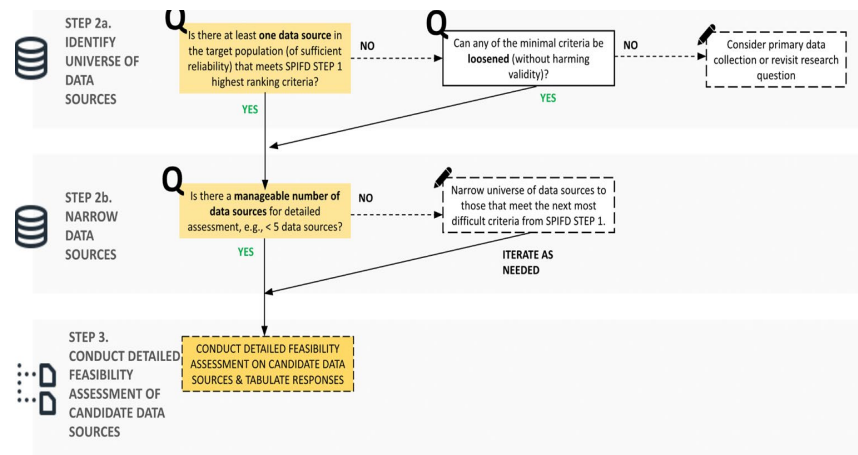 STEP 2a.
IDENTIFY
UNIVERSE OF
DATA
SOURCES
Q
Is there at least one data source in
the target population (of sufficient
reliability) that meets SPIFD STEP 1
highest ranking criteria?
NO
Q
Can any of the minimal criteria be
loosened (without harming
validity)?
NO
Consider primary data
collection or revisit research
question
YES
YES
STEP 2b.
NARROW
DATA
SOURCES
Q
Is there a manageable number of
data sources for detailed
assessment, e.g., < 5 data sources?
NO
Narrow universe of data sources to
those that meet the next most
difficult criteria from SPIFD STEP 1.
YES
ITERATE AS
NEEDED
STEP 3.
CONDUCT DETAILED
FEASIBILITY
ASSESSMENT OF
CANDIDATE DATA
SOURCES
CONDUCT DETAILED FEASIBILITY
ASSESSMENT ON CANDIDATE DATA
SOURCES & TABULATE RESPONSES